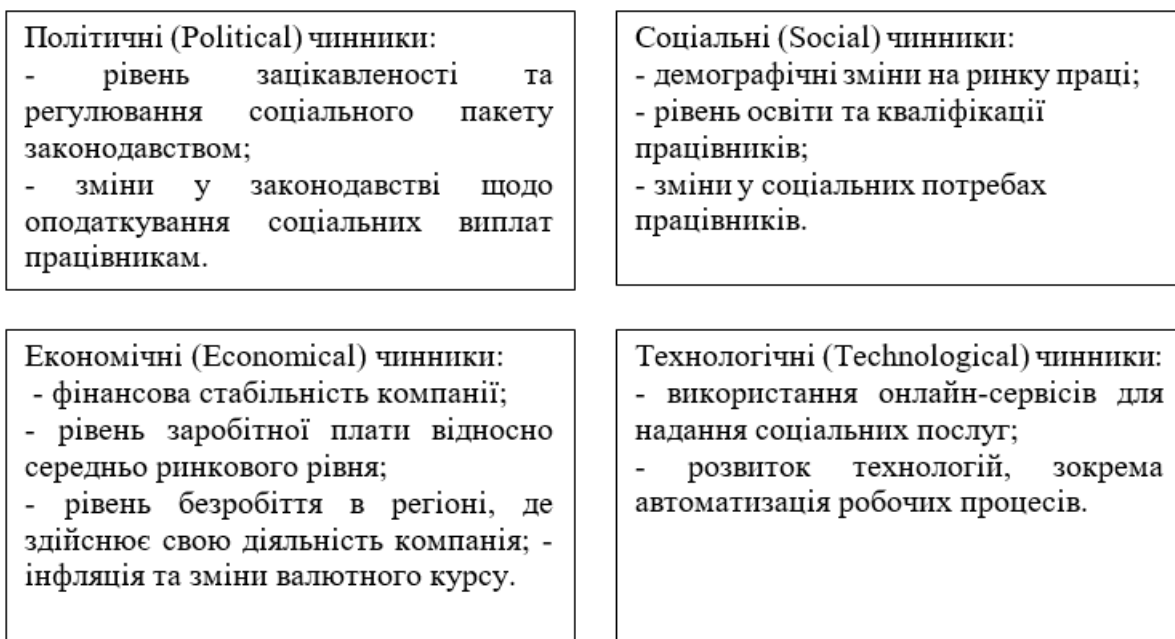 Політичні (Political) чинники:
- рівень зацікавленості та
регулювання соціального пакету
законодавством;
- зміни у законодавстві щодо
оподаткування соціальних виплат
працівникам.
Соціальні (Social) чинники:
- демографічні зміни на ринку праці;
- рівень освіти та кваліфікації
працівників;
- зміни у соціальних потребах
працівників.
Економічні (Economical) чинники:
- фінансова стабільність компанії;
- рівень заробітної плати відносно
середньо ринкового рівня;
- рівень безробіття в регіоні, де
здійснює свою діяльність компанія; -
інфляція та зміни валютного курсу.
Технологічні (Technological) чинники:
- використання онлайн-сервісів для
надання соціальних послуг;
- розвиток технологій, зокрема
автоматизація робочих процесів.